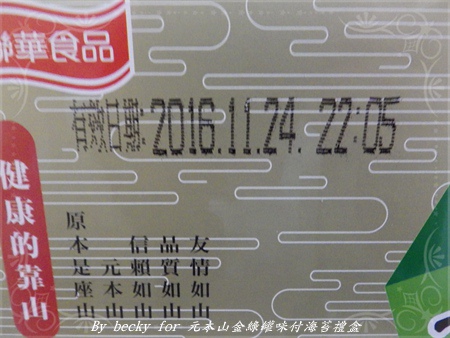 聯華食品
有效日期:2016.11.24. 22:05
健康的靠山
友情如山
品質如山
信賴如山
元本山
原本是座山
By becky for 元本山金綠罐味付海苔禮盒